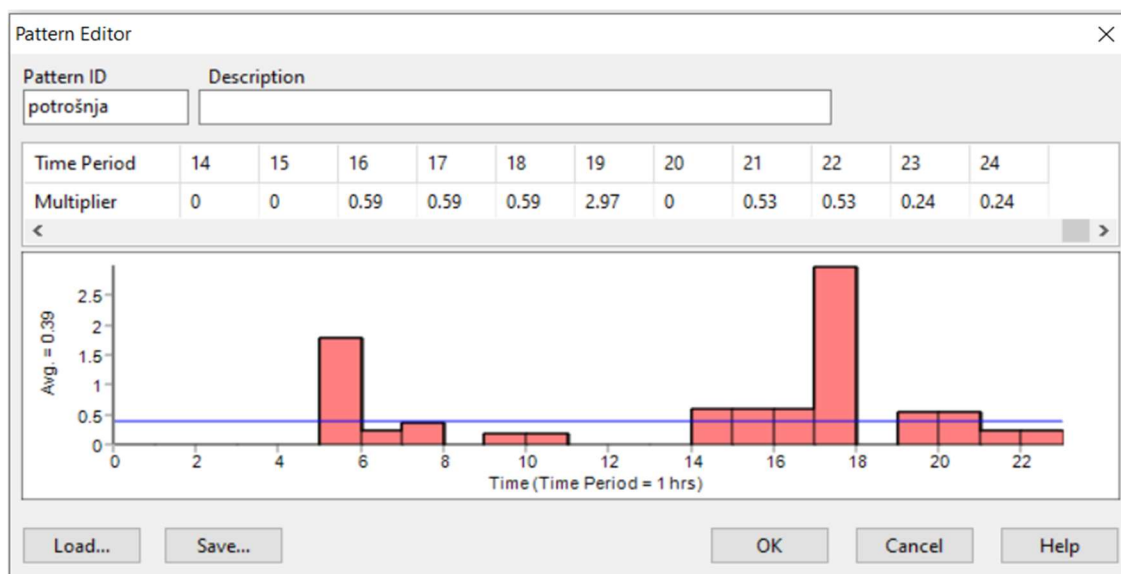 Pattern Editor
Pattern ID Description
potrošnja
Time Period 14 15 16 17 18 19 20 21 22 23 24
Multiplier 0 0 0.59 0.59 0.59 2.97 0 0.53 0.53 0.24 0.24
Avg. = 0.39
2.5
2
1.5
1
0.5
0
0 2 4 6 8 10 12 14 16 18 20 22
Time (Time Period = 1 hrs)
Load... Save... OK Cancel Help